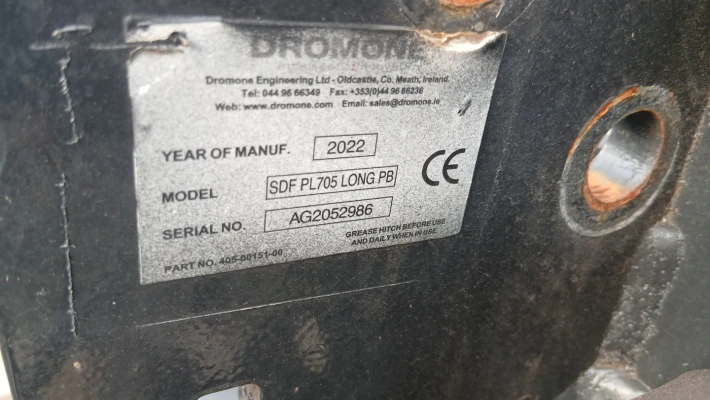 DROMONE
Dromone Engineering Ltd - Oldcastle, Co. Meath, Ireland.
Tel: 044 96 66349 Fax: +353(0)44 96 66236
Web: www.dromone.com Email: sales@dromone.ie
YEAR OF MANUF. 2022
MODEL SDF PL705 LONG PB
CE
SERIAL NO. AG2052986
GREASE HITCH BEFORE USE
AND DAILY WHEN IN USE.
PART NO. 405-00151-00